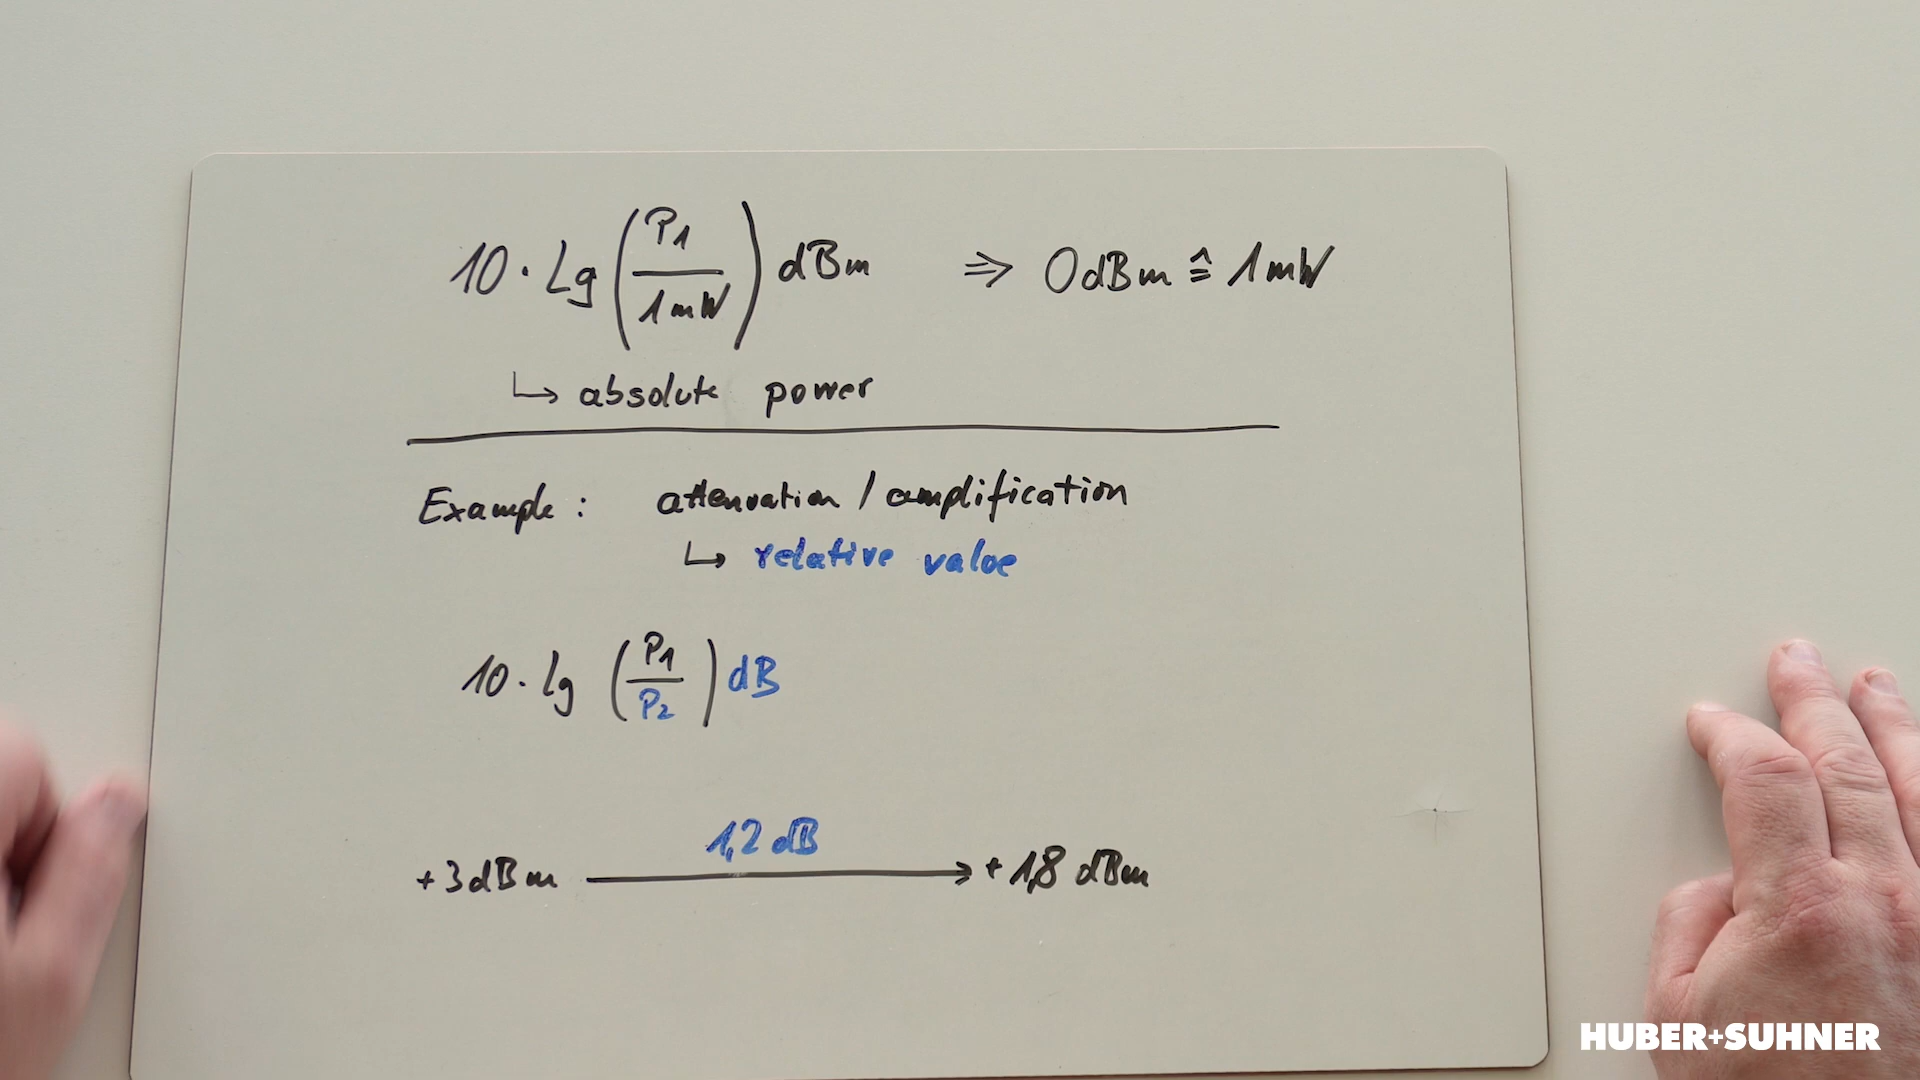 10 · Lg (P1 / 1mW) dBm ⇒ 0dBm ≙ 1mW
↳ absolute power
Example: attenuation / amplification
↳ relative value
10 · lg (P1 / P2) dB
1,2 dB
+3dBm → +1,8 dBm
HUBER+SUHNER